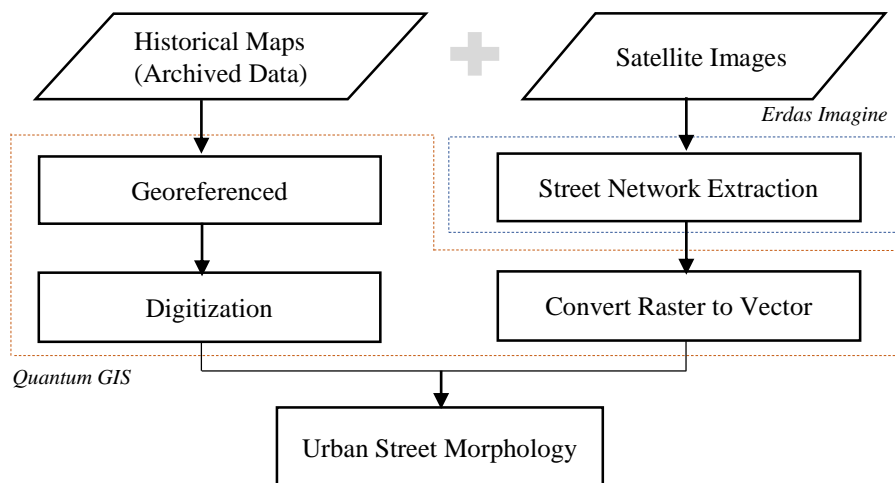 Historical Maps
(Archived Data)
Satellite Images
Erdas Imagine
Georeferenced
Street Network Extraction
Digitization
Convert Raster to Vector
Quantum GIS
Urban Street Morphology